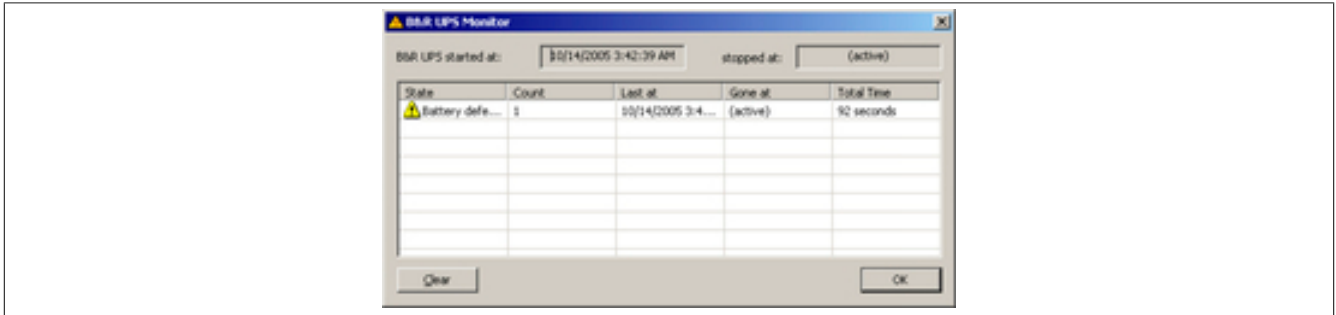 B&R UPS Monitor
B&R UPS started at: 10/14/2005 3:42:39 AM stopped at: (active)
State Count Last at Gone at Total Time
Battery defe... 1 10/14/2005 3:4... (active) 92 seconds
Clear OK